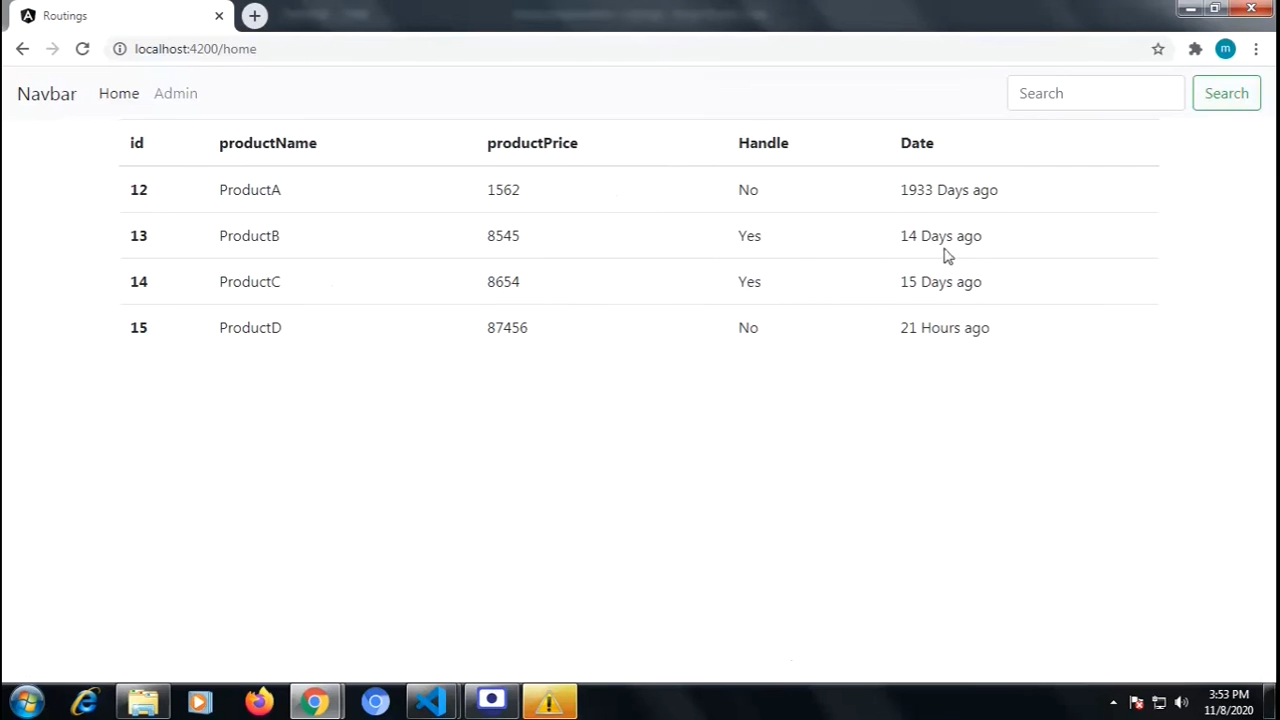 Routings
localhost:4200/home
m
Navbar Home Admin Search Search
id productName productPrice Handle Date
12 ProductA 1562 No 1933 Days ago
13 ProductB 8545 Yes 14 Days ago
14 ProductC 8654 Yes 15 Days ago
15 ProductD 87456 No 21 Hours ago
3:53 PM
11/8/2020